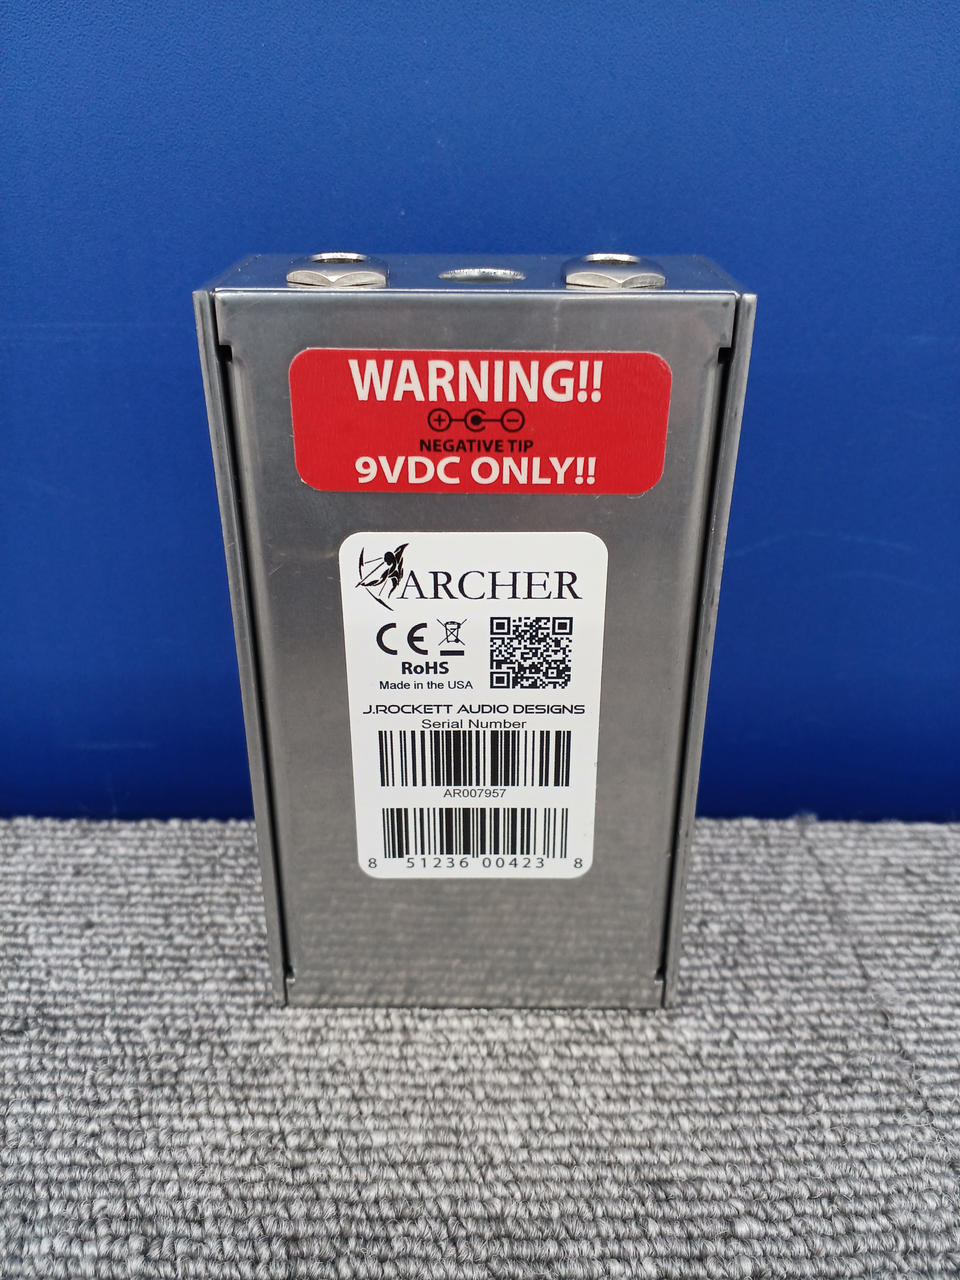 WARNING!!
NEGATIVE TIP
9VDC ONLY!!
ARCHER
CE
RoHS
Made in the USA
J.ROCKETT AUDIO DESIGNS
Serial Number
AR007957
8 51236 00423 8